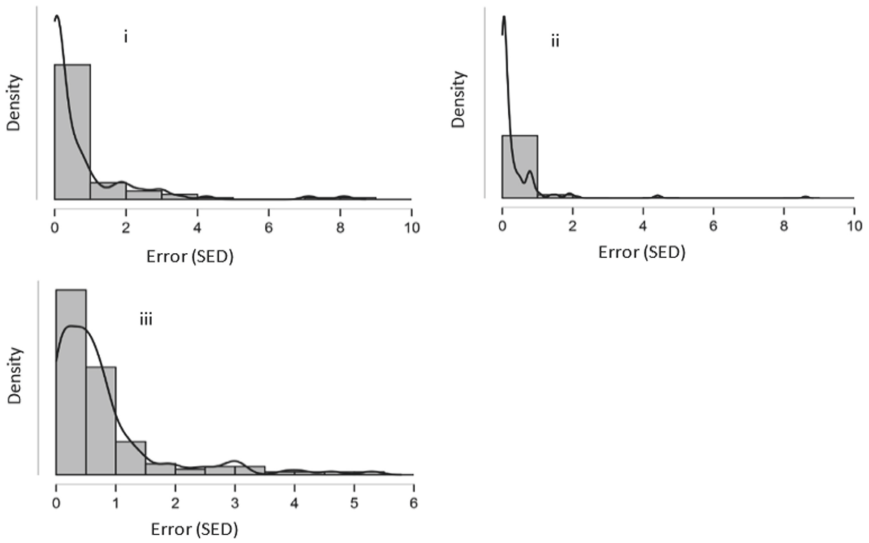 i
Density
0 2 4 6 8 10
Error (SED)
ii
Density
0 2 4 6 8 10
Error (SED)
iii
Density
0 1 2 3 4 5 6
Error (SED)